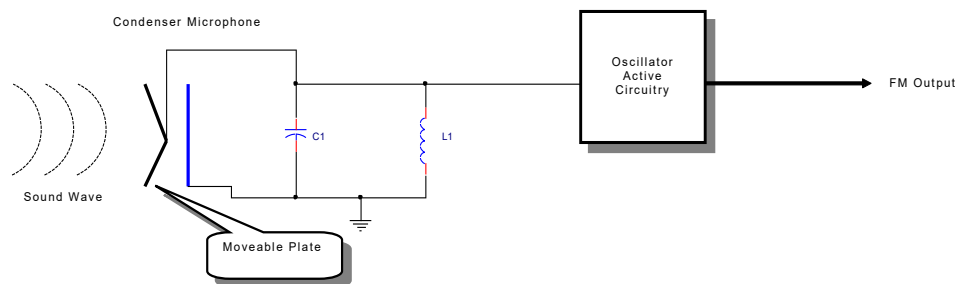 Condenser Microphone
Oscillator
Active
Circuitry
FM Output
C1
L1
Sound Wave
Moveable Plate